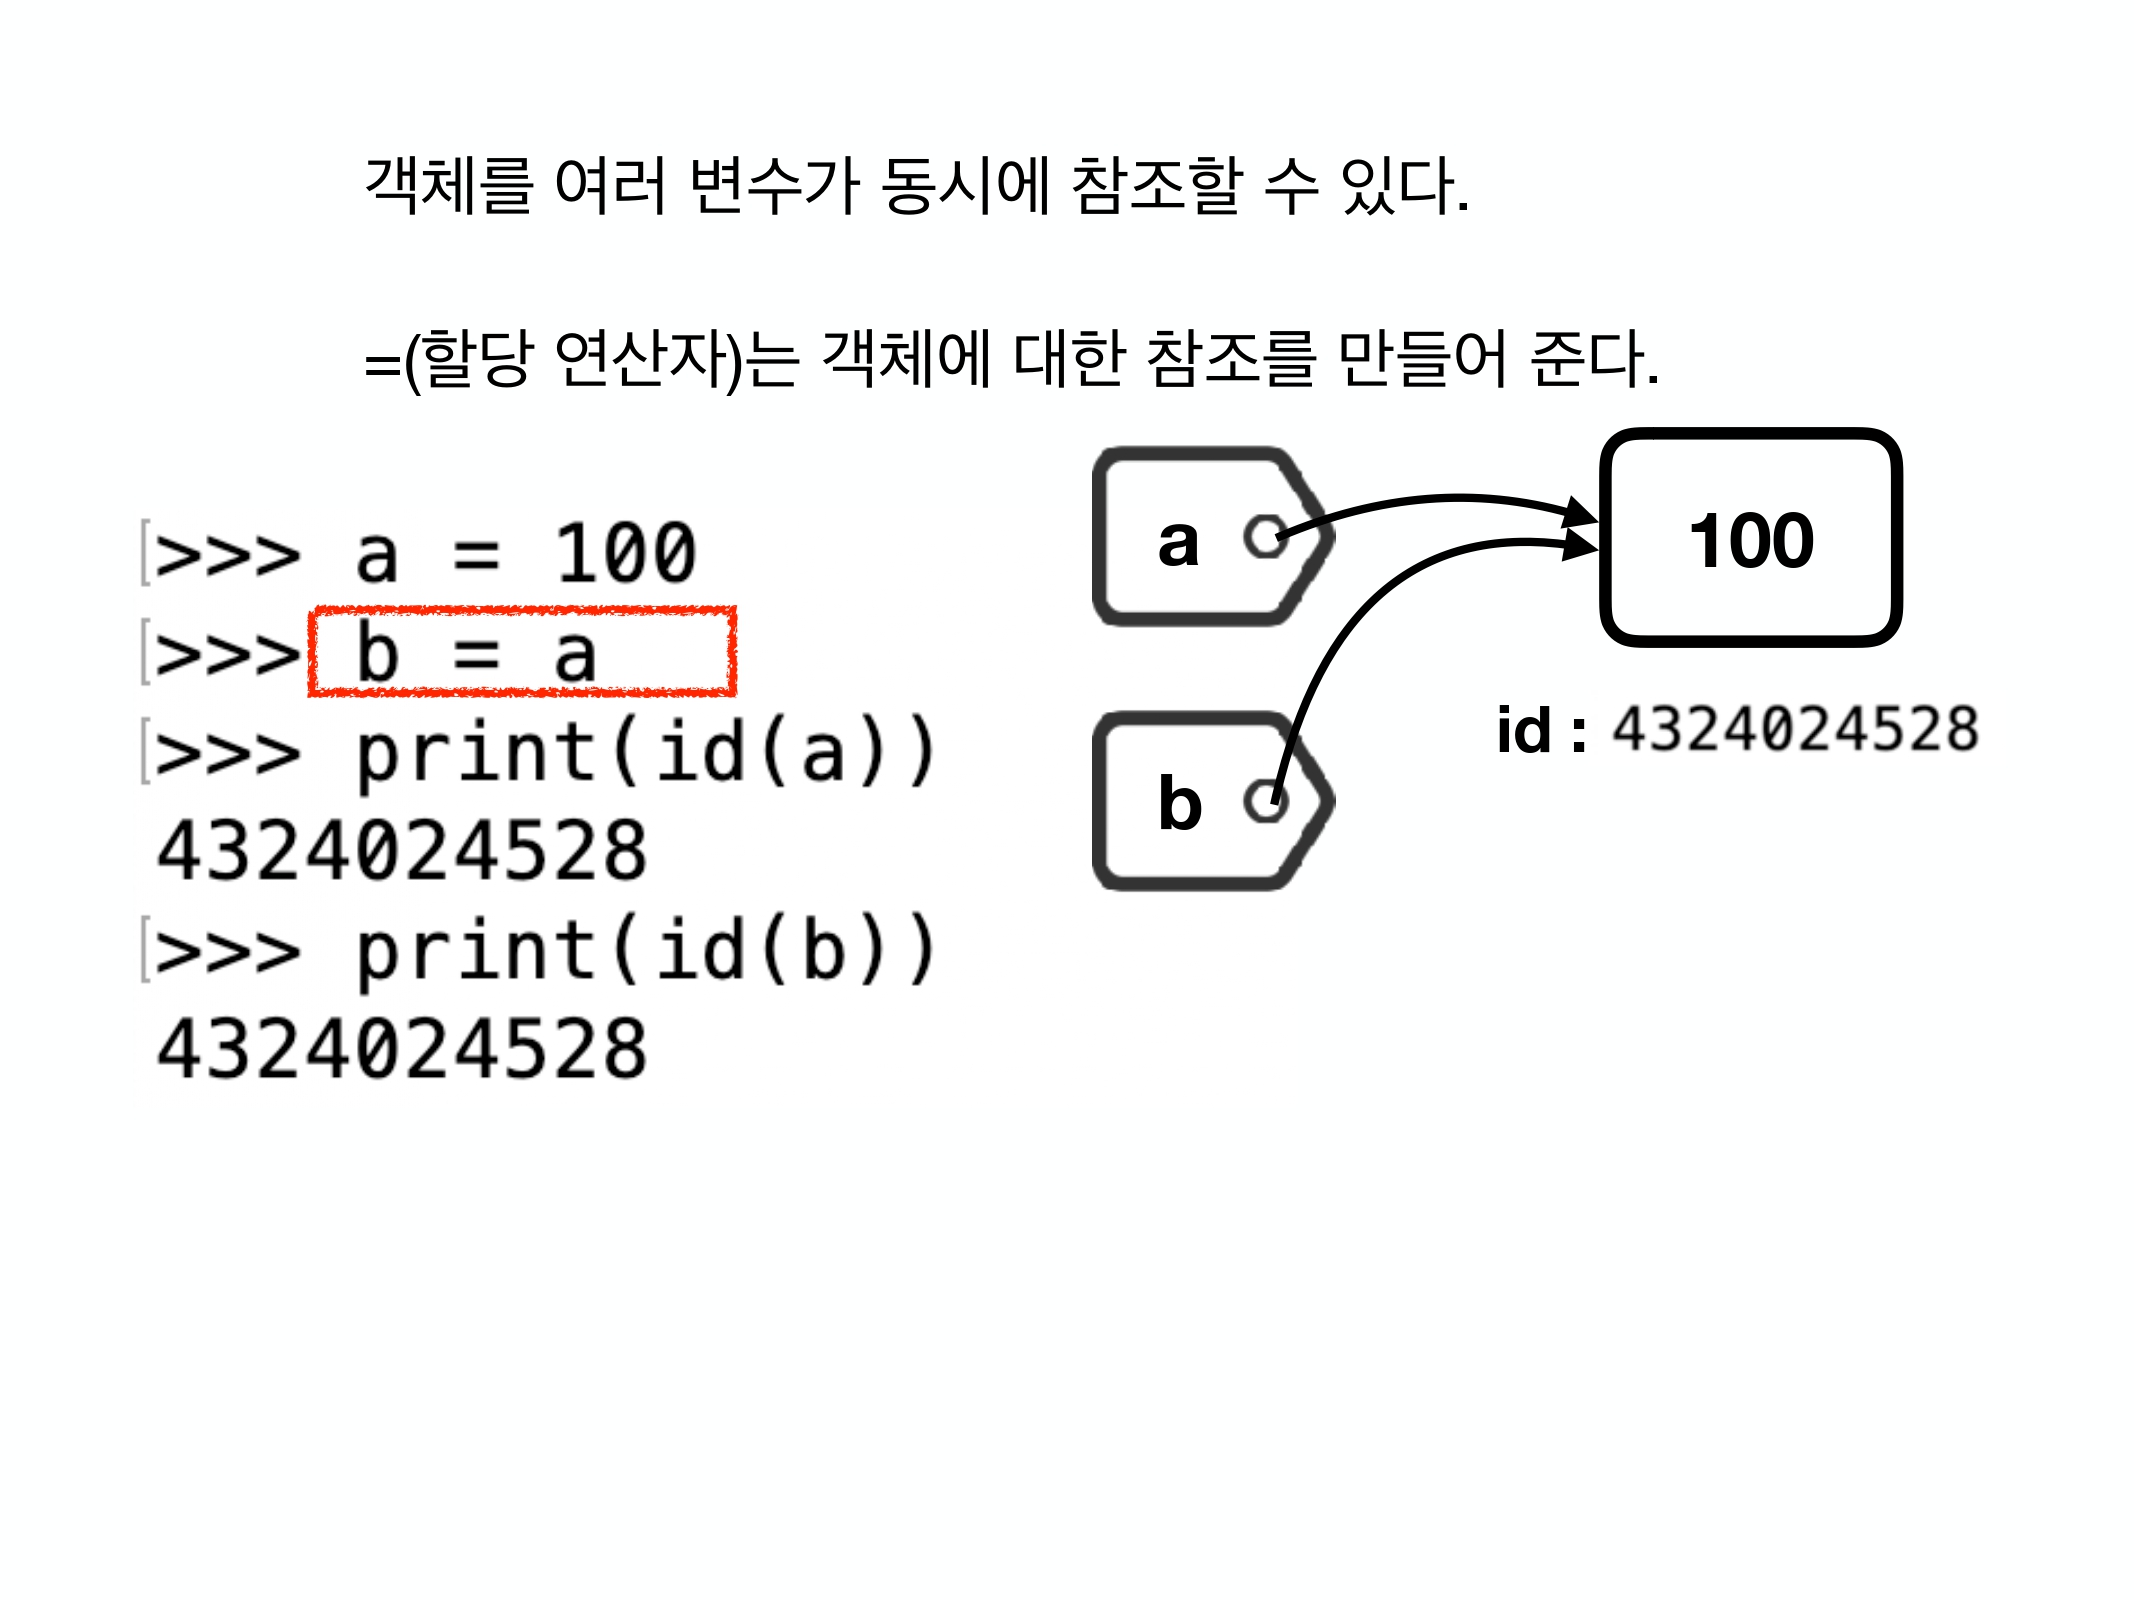 객체를 여러 변수가 동시에 참조할 수 있다.
=(할당 연산자)는 객체에 대한 참조를 만들어 준다.
>>> a = 100
>>> b = a
>>> print(id(a))
4324024528
>>> print(id(b))
4324024528
a
100
b
id : 4324024528